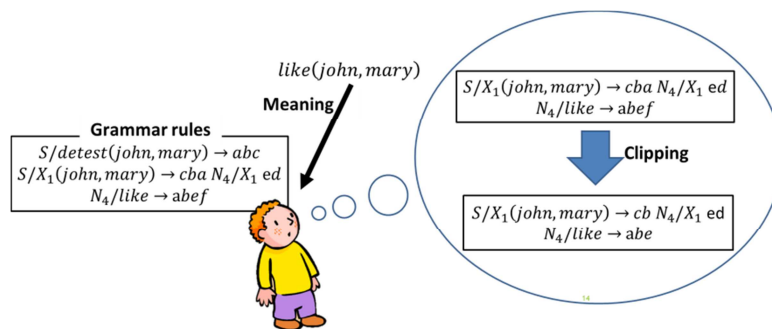 like(john, mary)
Meaning
Grammar rules
S/detest(john, mary) → abc
S/X₁(john, mary) → cba N₄/X₁ ed
N₄/like → abef
S/X₁(john, mary) → cba N₄/X₁ ed
N₄/like → abef
Clipping
S/X₁(john, mary) → cb N₄/X₁ ed
N₄/like → abe
14